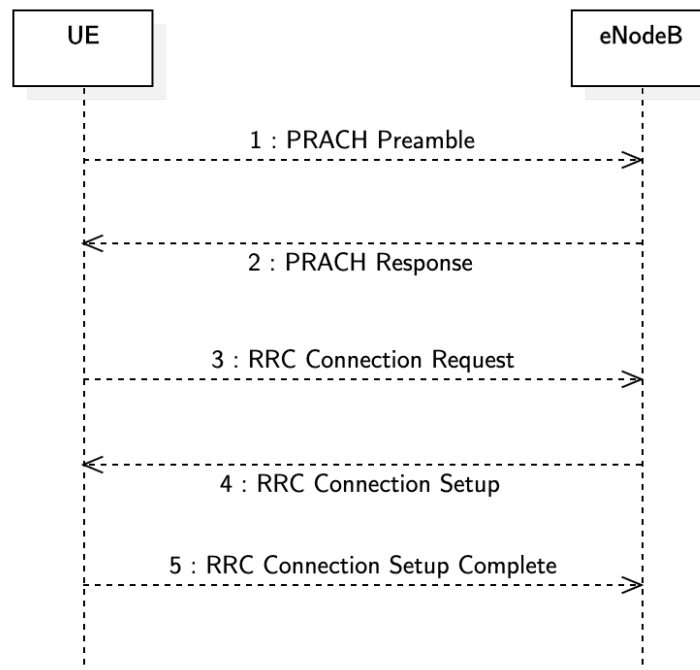 UE
eNodeB
1 : PRACH Preamble
2 : PRACH Response
3 : RRC Connection Request
4 : RRC Connection Setup
5 : RRC Connection Setup Complete